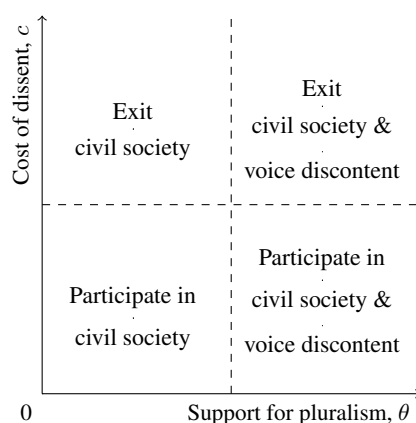 Cost of dissent, c
Exit
civil society
Exit
civil society &
voice discontent
Participate in
civil society
Participate in
civil society &
voice discontent
0
Support for pluralism, θ